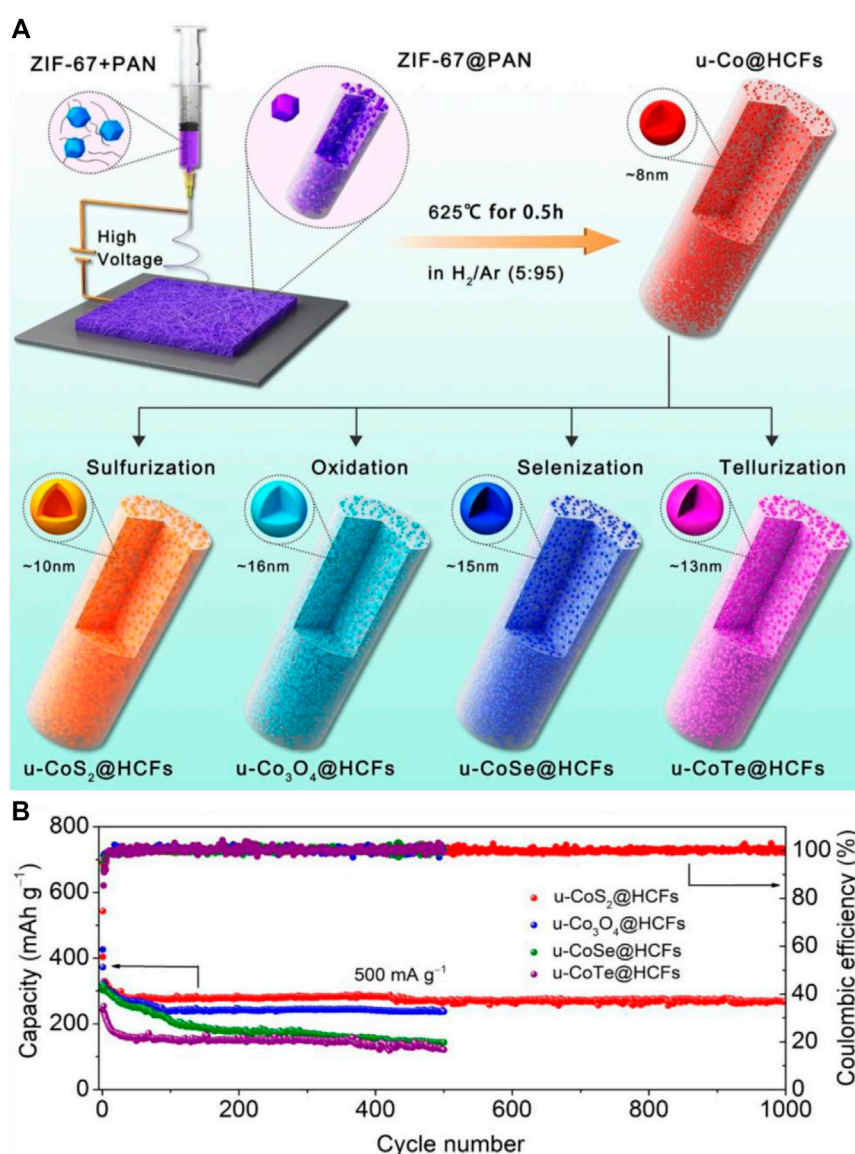 A
ZIF-67+PAN
ZIF-67@PAN
u-Co@HCFs
~8nm
High
Voltage
625℃ for 0.5h
in H₂/Ar (5:95)
Sulfurization
Oxidation
Selenization
Tellurization
~10nm
~16nm
~15nm
~13nm
u-CoS₂@HCFs
u-Co₃O₄@HCFs
u-CoSe@HCFs
u-CoTe@HCFs
B
Capacity (mAh g⁻¹)
800
600
400
200
0
500 mA g⁻¹
u-CoS₂@HCFs
u-Co₃O₄@HCFs
u-CoSe@HCFs
u-CoTe@HCFs
100
80
60
40
20
0
Coulombic efficiency (%)
0
200
400
500
600
800
1000
Cycle number